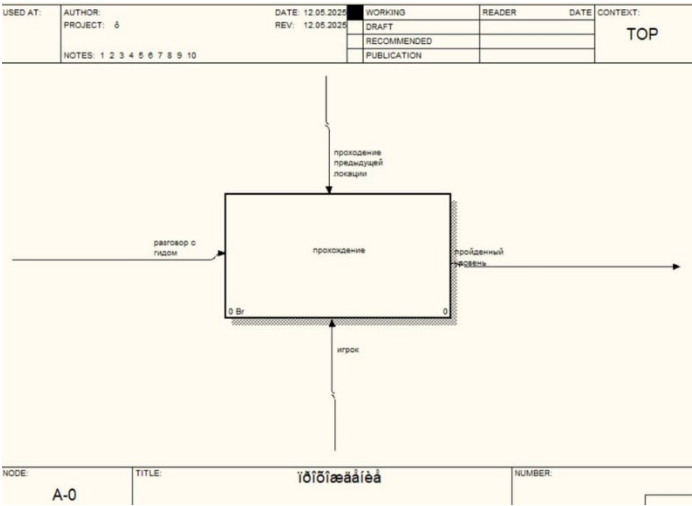 USED AT:
AUTHOR:
DATE: 12.05.2025
WORKING
READER
DATE
CONTEXT:
PROJECT: ô
REV: 12.05.2025
DRAFT
TOP
RECOMMENDED
NOTES: 1 2 3 4 5 6 7 8 9 10
PUBLICATION
проходение
предыдущей
локации
разговор с
гидом
прохождение
пройденный
уровень
0 Br
0
игрок
NODE:
TITLE:
NUMBER:
A-0
ïðîõîæäåíèå